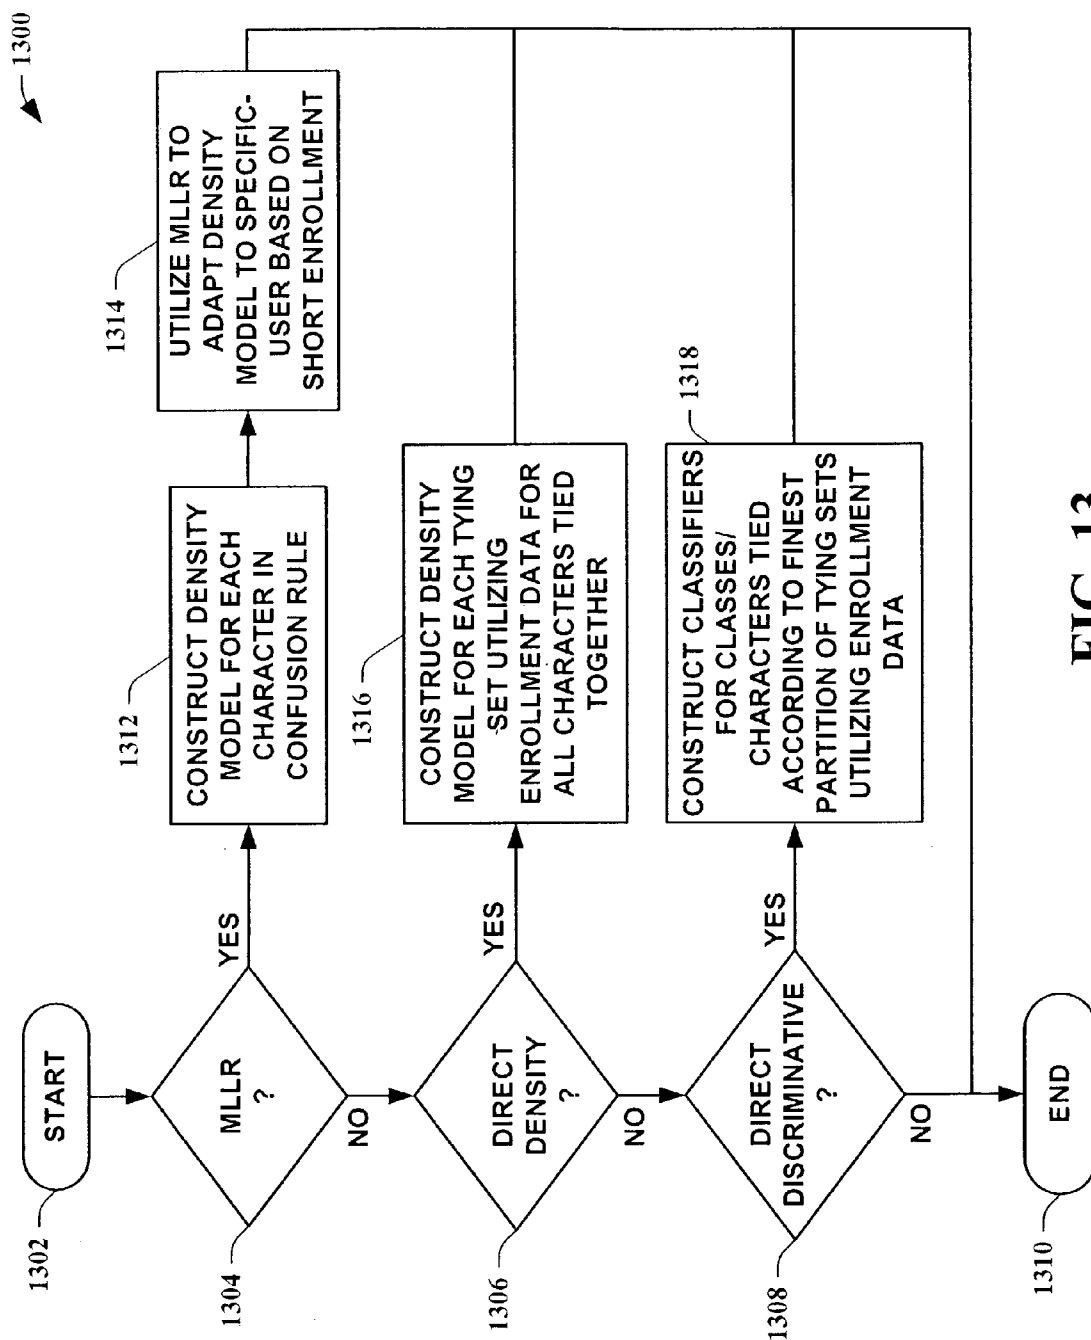 1300
START
1302
MLLR
?
1304
YES
NO
CONSTRUCT DENSITY
MODEL FOR EACH
CHARACTER IN
CONFUSION RULE
1312
UTILIZE MLLR TO
ADAPT DENSITY
MODEL TO SPECIFIC-
USER BASED ON
SHORT ENROLLMENT
1314
DIRECT
DENSITY
?
1306
YES
NO
CONSTRUCT DENSITY
MODEL FOR EACH TYING
SET UTILIZING
ENROLLMENT DATA FOR
ALL CHARACTERS TIED
TOGETHER
1316
DIRECT
DISCRIMINATIVE
?
1308
YES
NO
CONSTRUCT CLASSIFIERS
FOR CLASSES/
CHARACTERS TIED
ACCORDING TO FINEST
PARTITION OF TYING SETS
UTILIZING ENROLLMENT
DATA
1318
END
1310
FIG. 13